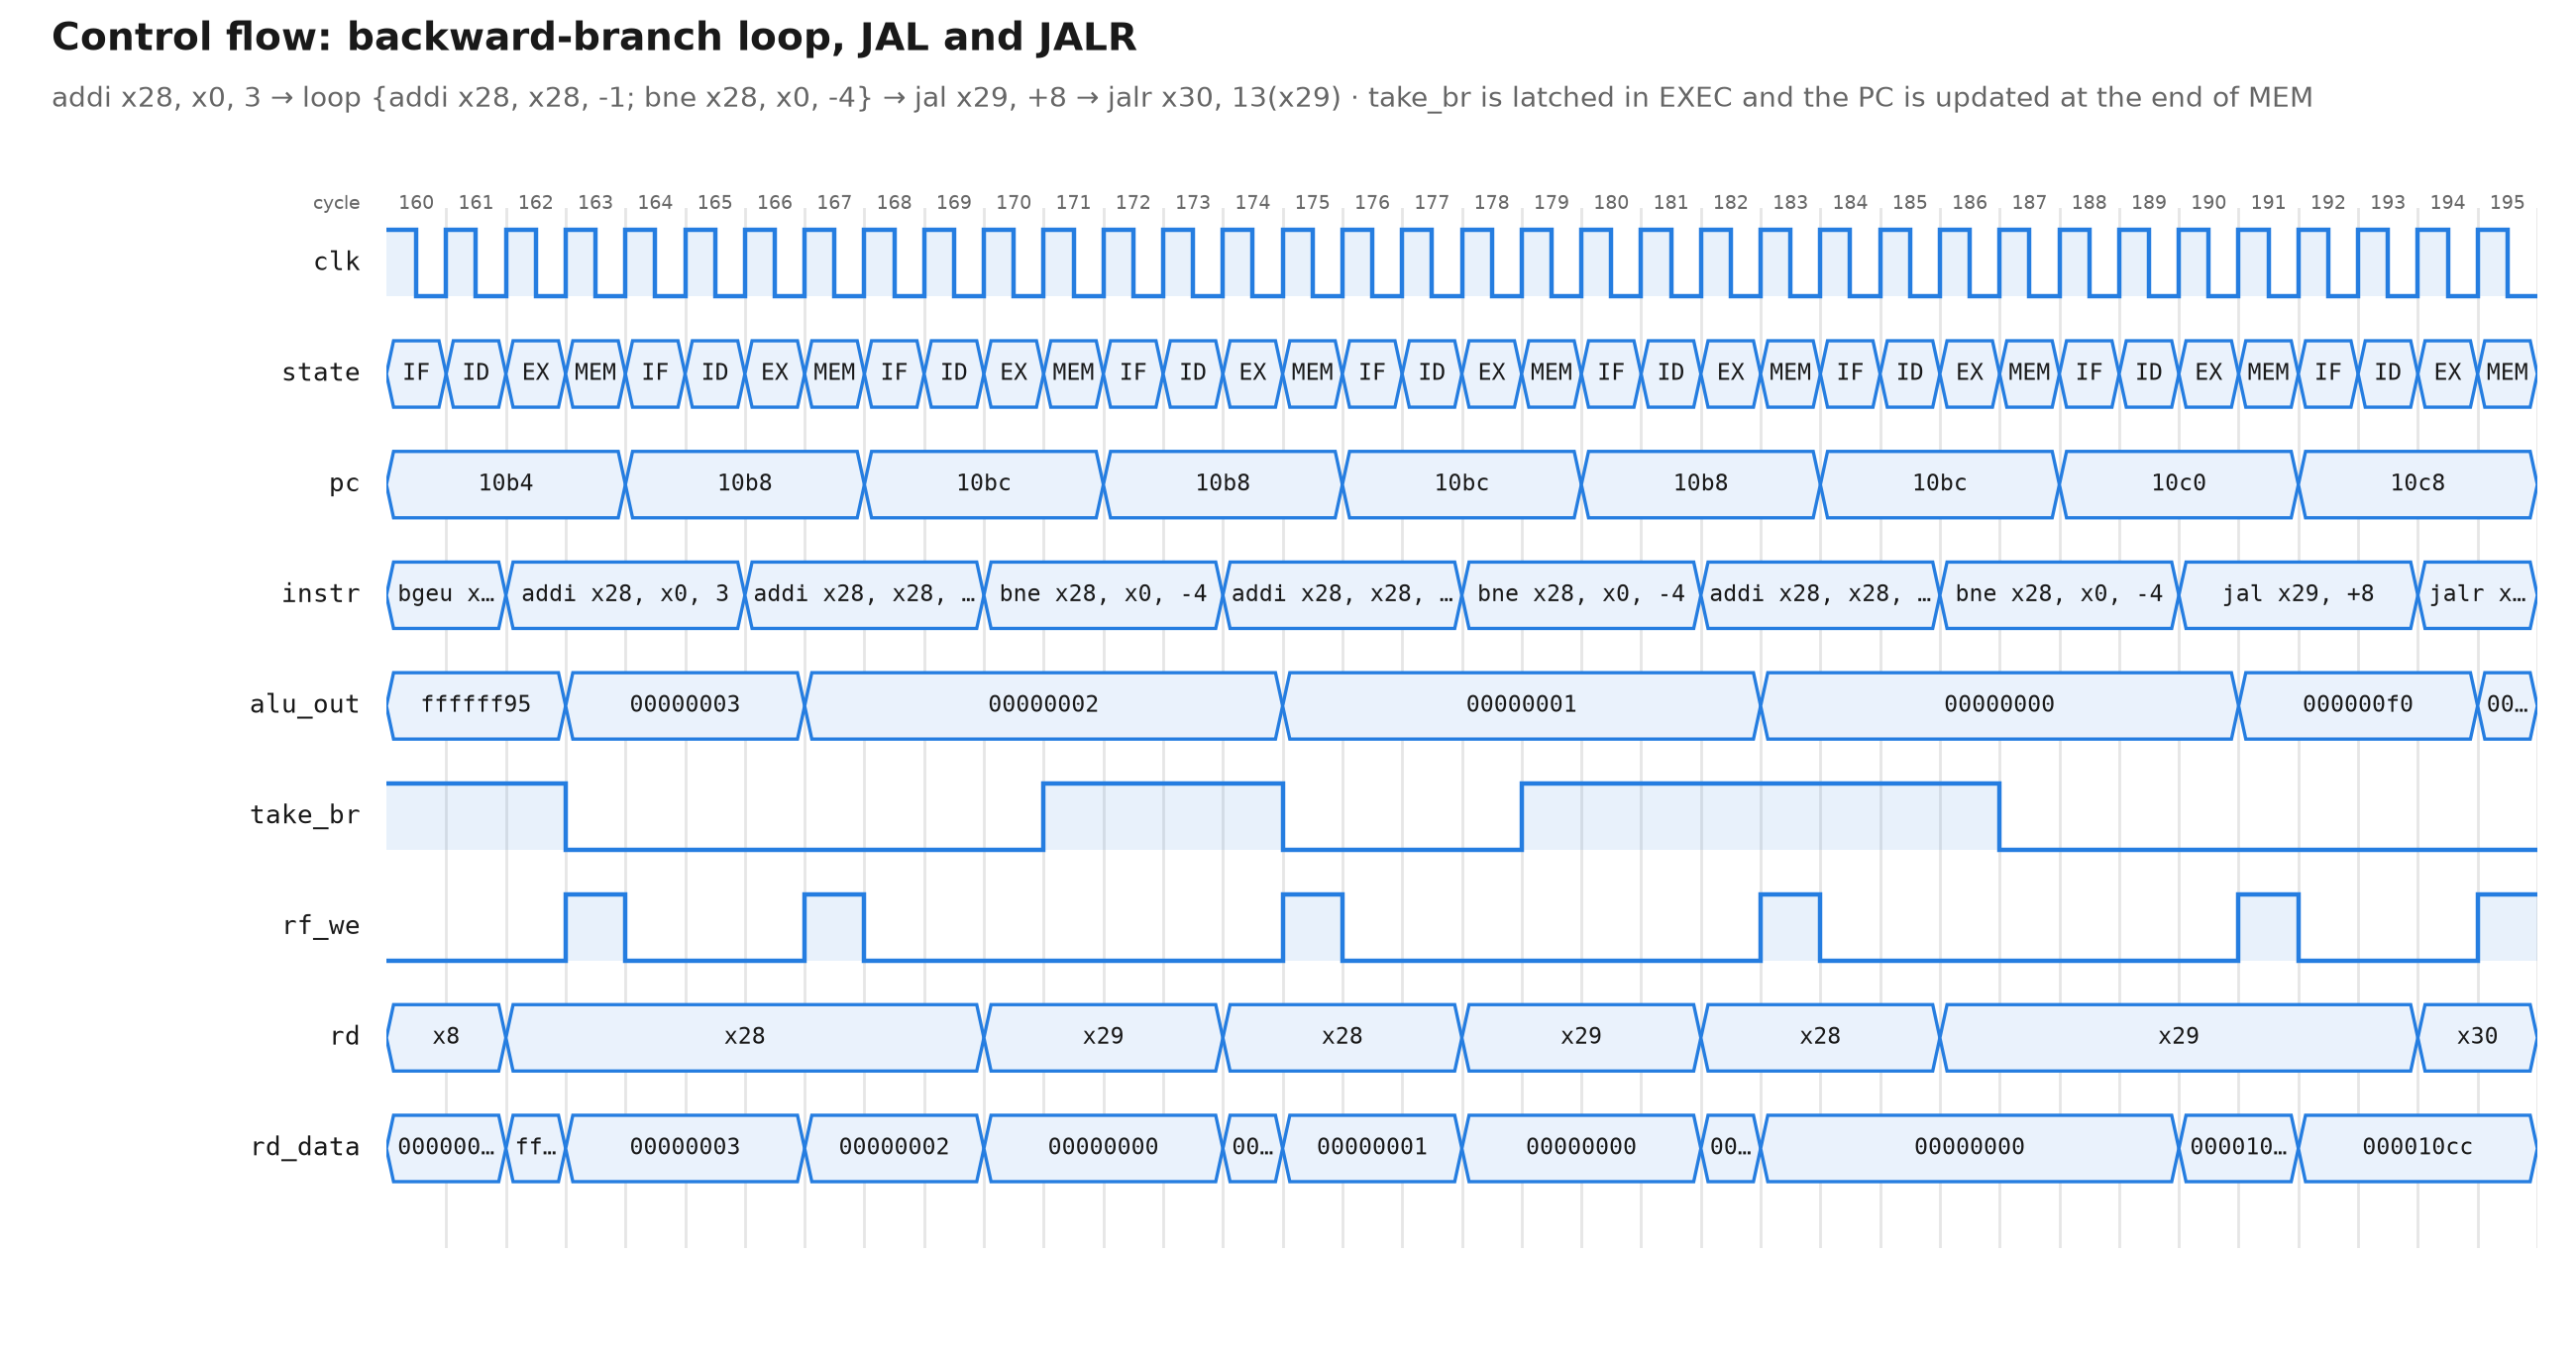 Control flow: backward-branch loop, JAL and JALR
addi x28, x0, 3 → loop {addi x28, x28, -1; bne x28, x0, -4} → jal x29, +8 → jalr x30, 13(x29) · take_br is latched in EXEC and the PC is updated at the end of MEM
cycle 160 161 162 163 164 165 166 167 168 169 170 171 172 173 174 175 176 177 178 179 180 181 182 183 184 185 186 187 188 189 190 191 192 193 194 195
clk
state IF ID EX MEM IF ID EX MEM IF ID EX MEM IF ID EX MEM IF ID EX MEM IF ID EX MEM IF ID EX MEM IF ID EX MEM IF ID EX MEM
pc 10b4 10b8 10bc 10b8 10bc 10b8 10bc 10c0 10c8
instr bgeu x… addi x28, x0, 3 addi x28, x28, … bne x28, x0, -4 addi x28, x28, … bne x28, x0, -4 addi x28, x28, … bne x28, x0, -4 jal x29, +8 jalr x…
alu_out ffffff95 00000003 00000002 00000001 00000000 000000f0 00…
take_br
rf_we
rd x8 x28 x29 x28 x29 x28 x29 x30
rd_data 000000… ff… 00000003 00000002 00000000 00… 00000001 00000000 00… 00000000 000010… 000010cc